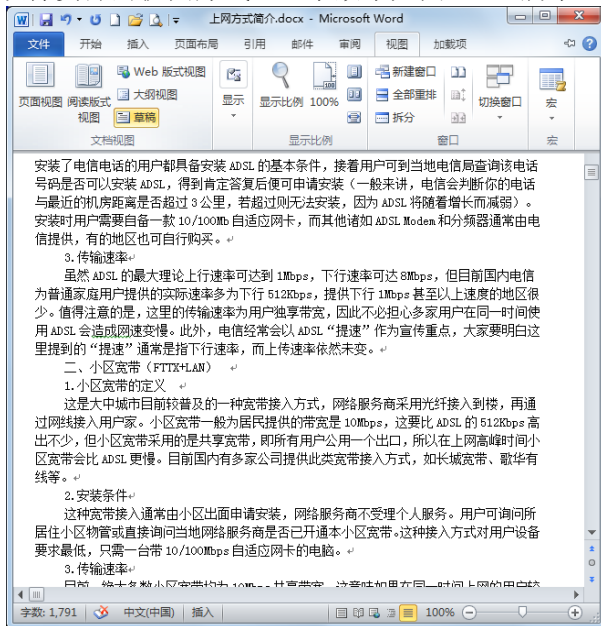 上网方式简介.docx - Microsoft Word
文件 开始 插入 页面布局 引用 邮件 审阅 视图 加载项
页面视图 阅读版式视图 Web 版式视图 大纲视图 草稿 显示 显示比例 100% 新建窗口 全部重排 拆分 切换窗口 宏
文档视图 显示比例 窗口 宏
安装了电信电话的用户都具备安装 ADSL 的基本条件，接着用户可到当地电信局查询该电话
号码是否可以安装 ADSL，得到肯定答复后便可申请安装（一般来讲，电信会判断你的电话
与最近的机房距离是否超过 3 公里，若超过则无法安装，因为 ADSL 将随着增长而减弱）。
安装时用户需要自备一款 10/100Mb 自适应网卡，而其他诸如 ADSL Modem 和分频器通常由电
信提供，有的地区也可自行购买。
3.传输速率
虽然 ADSL 的最大理论上行速率可达到 1Mbps，下行速率可达 8Mbps，但目前国内电信
为普通家庭用户提供的实际速率多为下行 512Kbps，提供下行 1Mbps 甚至以上速度的地区很
少。值得注意的是，这里的传输速率为用户独享带宽，因此不必担心多家用户在同一时间使
用 ADSL 会造成网速变慢。此外，电信经常会以 ADSL“提速”作为宣传重点，大家要明白这
里提到的“提速”通常是指下行速率，而上传速率依然未变。
二、小区宽带（FTTX+LAN）
1.小区宽带的定义
这是大中城市目前较普及的一种宽带接入方式，网络服务商采用光纤接入到楼，再通
过网线接入用户家。小区宽带一般为居民提供的带宽是 10Mbps，这要比 ADSL 的 512Kbps 高
出不少，但小区宽带采用的是共享宽带，即所有用户公用一个出口，所以在上网高峰时间小
区宽带会比 ADSL 更慢。目前国内有多家公司提供此类宽带接入方式，如长城宽带、歌华有
线等。
2.安装条件
这种宽带接入通常由小区出面申请安装，网络服务商不受理个人服务。用户可询问所
居住小区物管或直接询问当地网络服务商是否已开通本小区宽带。这种接入方式对用户设备
要求最低，只需一台带 10/100Mbps 自适应网卡的电脑。
3.传输速率
目前，绝大多数小区宽带均为 10Mbps 共享带宽，这意味如果在同一时间上网的用户较
字数: 1,791 中文(中国) 插入 100%